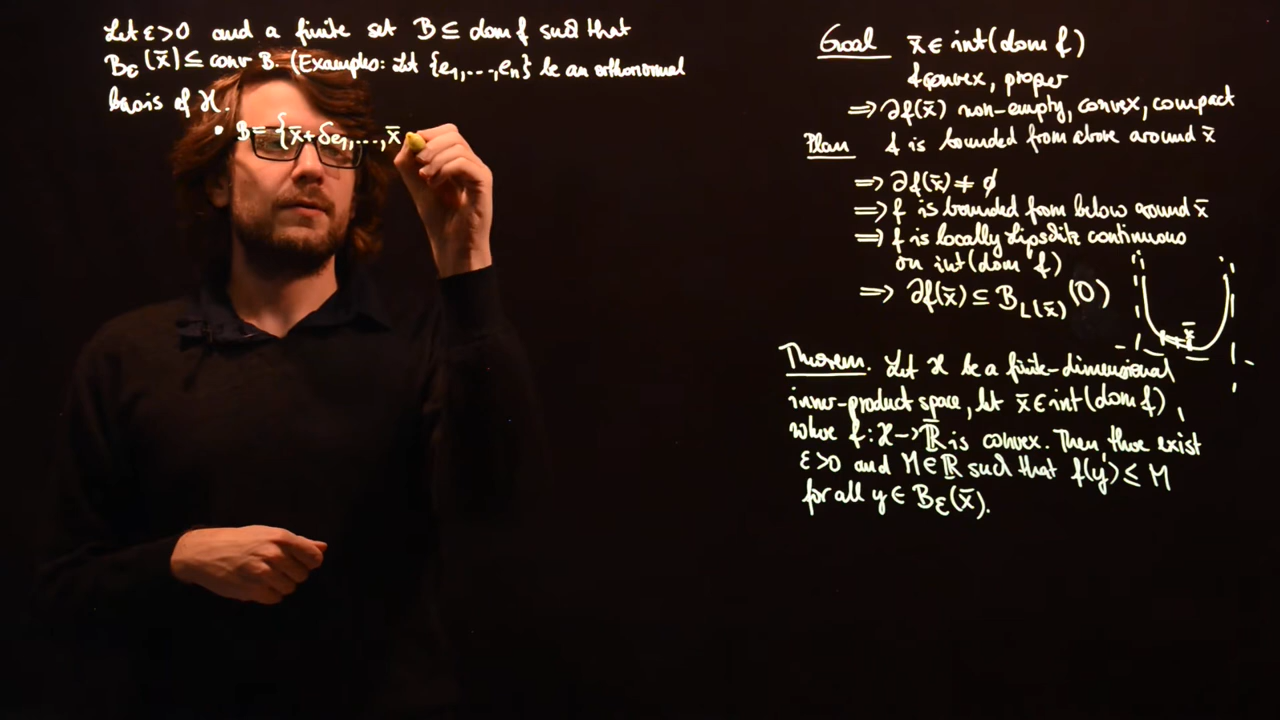 Let ε>0 and a finite set B ⊆ dom f such that
B_ε(x̄) ⊆ conv B. (Examples: Let {e₁,...,eₙ} be an orthonormal
basis of ℋ.
• B = {x̄+δe₁,...,x̄
Goal x̄ ∈ int(dom f)
f convex, proper
⇒ ∂f(x̄) non-empty, convex, compact
Plan f is bounded from above around x̄
⇒ ∂f(x̄) ≠ ∅
⇒ f is bounded from below around x̄
⇒ f is locally Lipschitz continuous
on int(dom f)
⇒ ∂f(x̄) ⊆ B_{L(x̄)}(0)
x̄
Theorem. Let ℋ be a finite-dimensional
inner-product space, let x̄ ∈ int(dom f),
where f: ℋ → ℝ̄ is convex. Then there exist
ε>0 and M ∈ ℝ such that f(y) ≤ M
for all y ∈ B_ε(x̄).